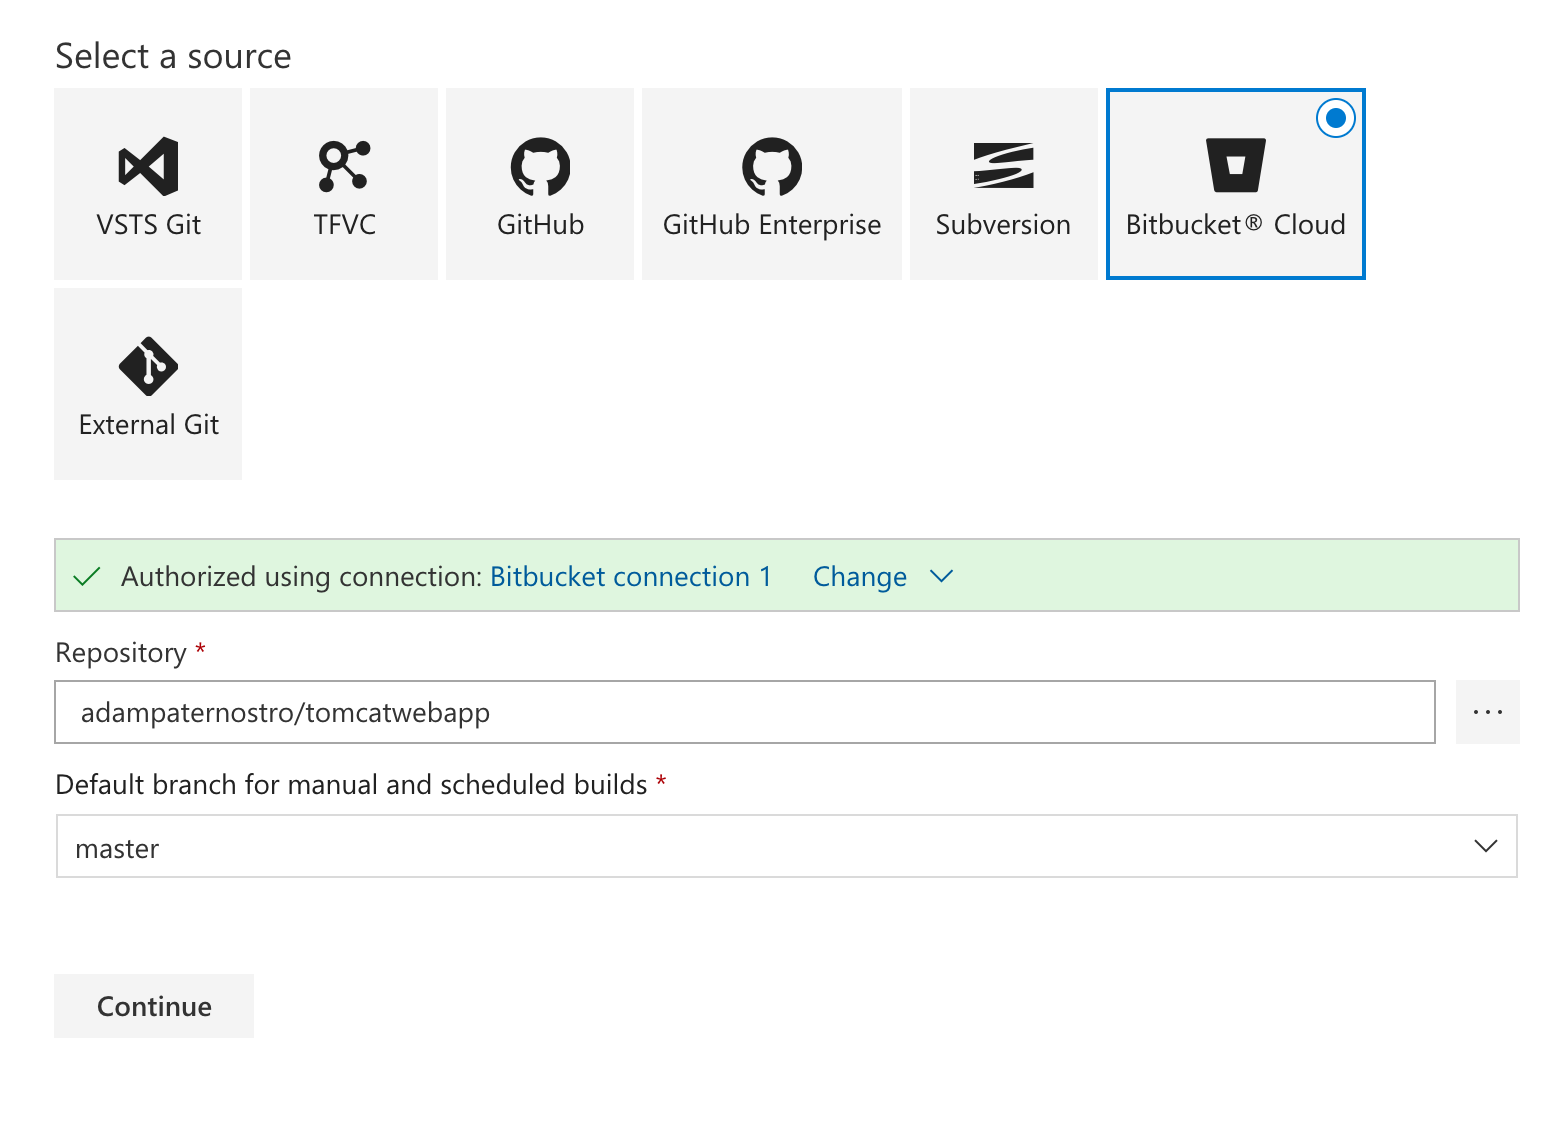 Select a source
VSTS Git
TFVC
GitHub
GitHub Enterprise
Subversion
Bitbucket® Cloud
External Git
Authorized using connection: Bitbucket connection 1 Change
Repository *
adampaternostro/tomcatwebapp
...
Default branch for manual and scheduled builds *
master
Continue